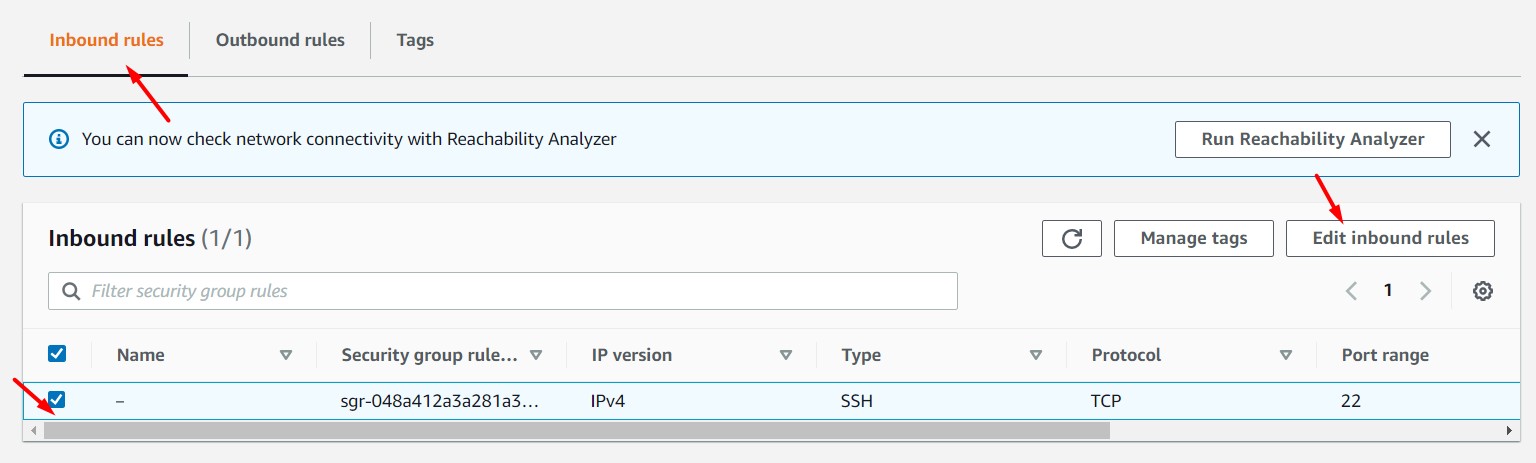 Inbound rules Outbound rules Tags
You can now check network connectivity with Reachability Analyzer Run Reachability Analyzer
Inbound rules (1/1) Manage tags Edit inbound rules
Filter security group rules 1
Name Security group rule... IP version Type Protocol Port range
– sgr-048a412a3a281a3... IPv4 SSH TCP 22